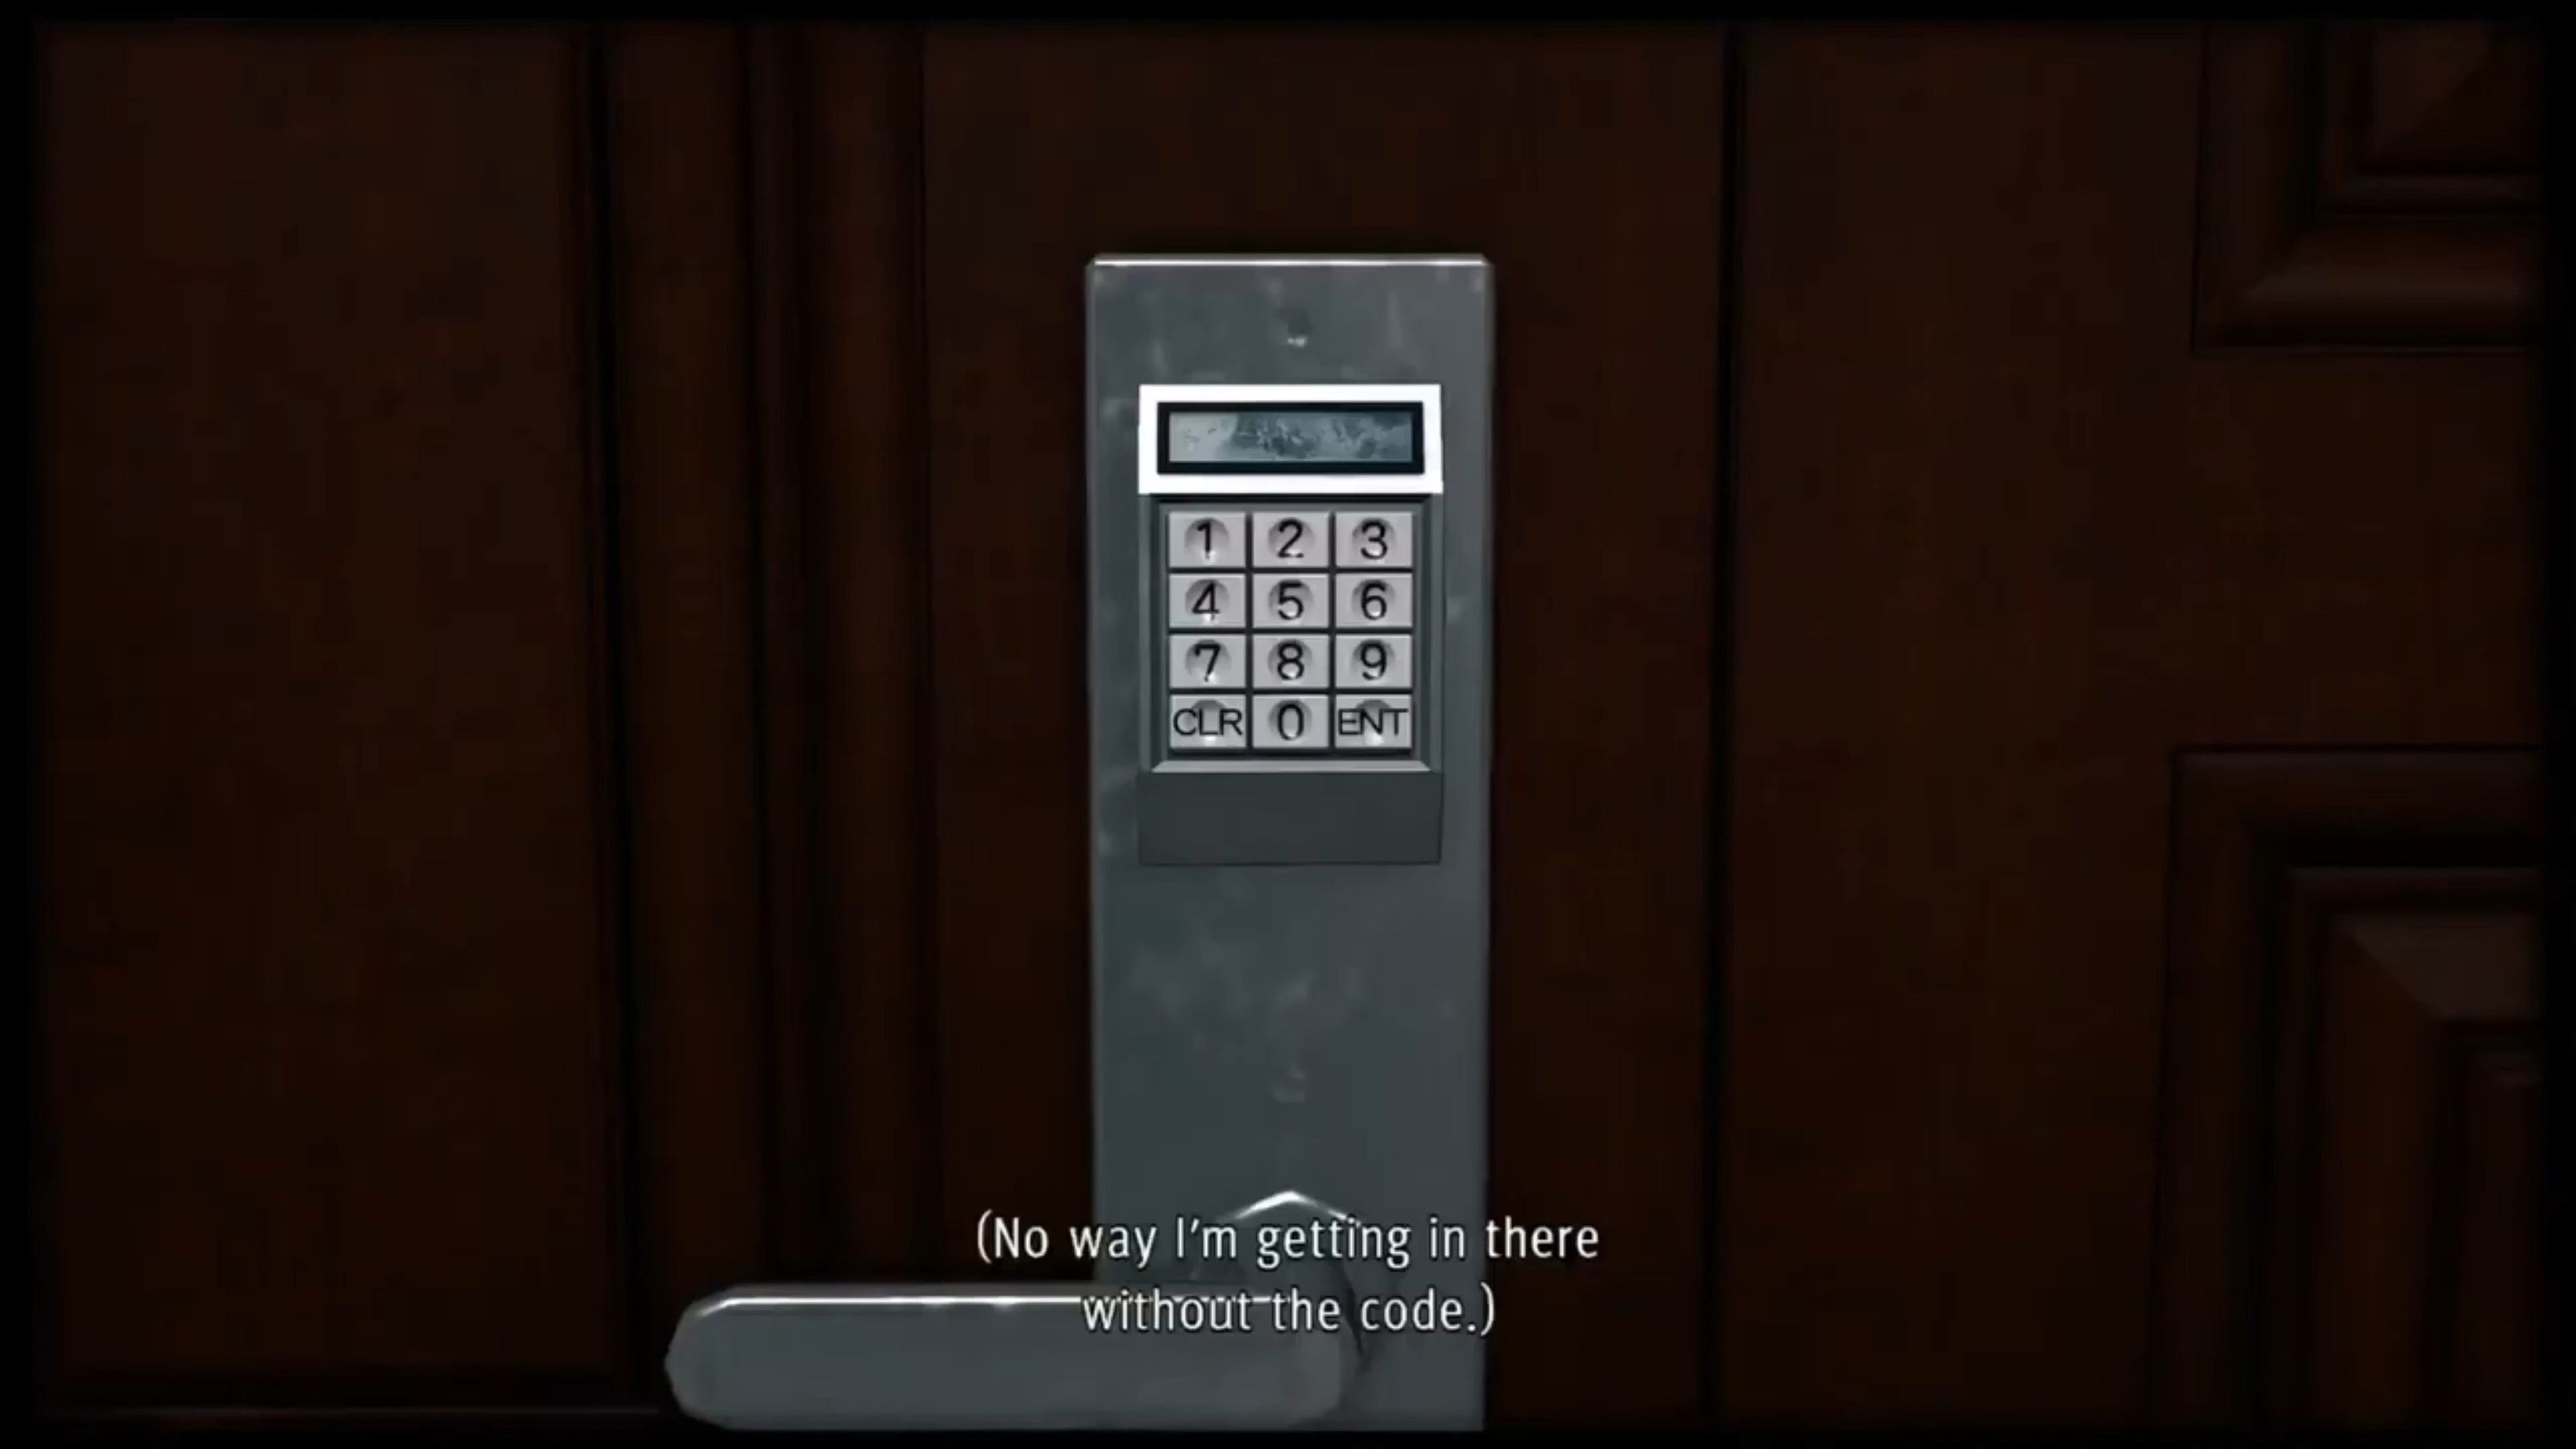 1 2 3
4 5 6
7 8 9
CLR 0 ENT
(No way I'm getting in there
without the code.)